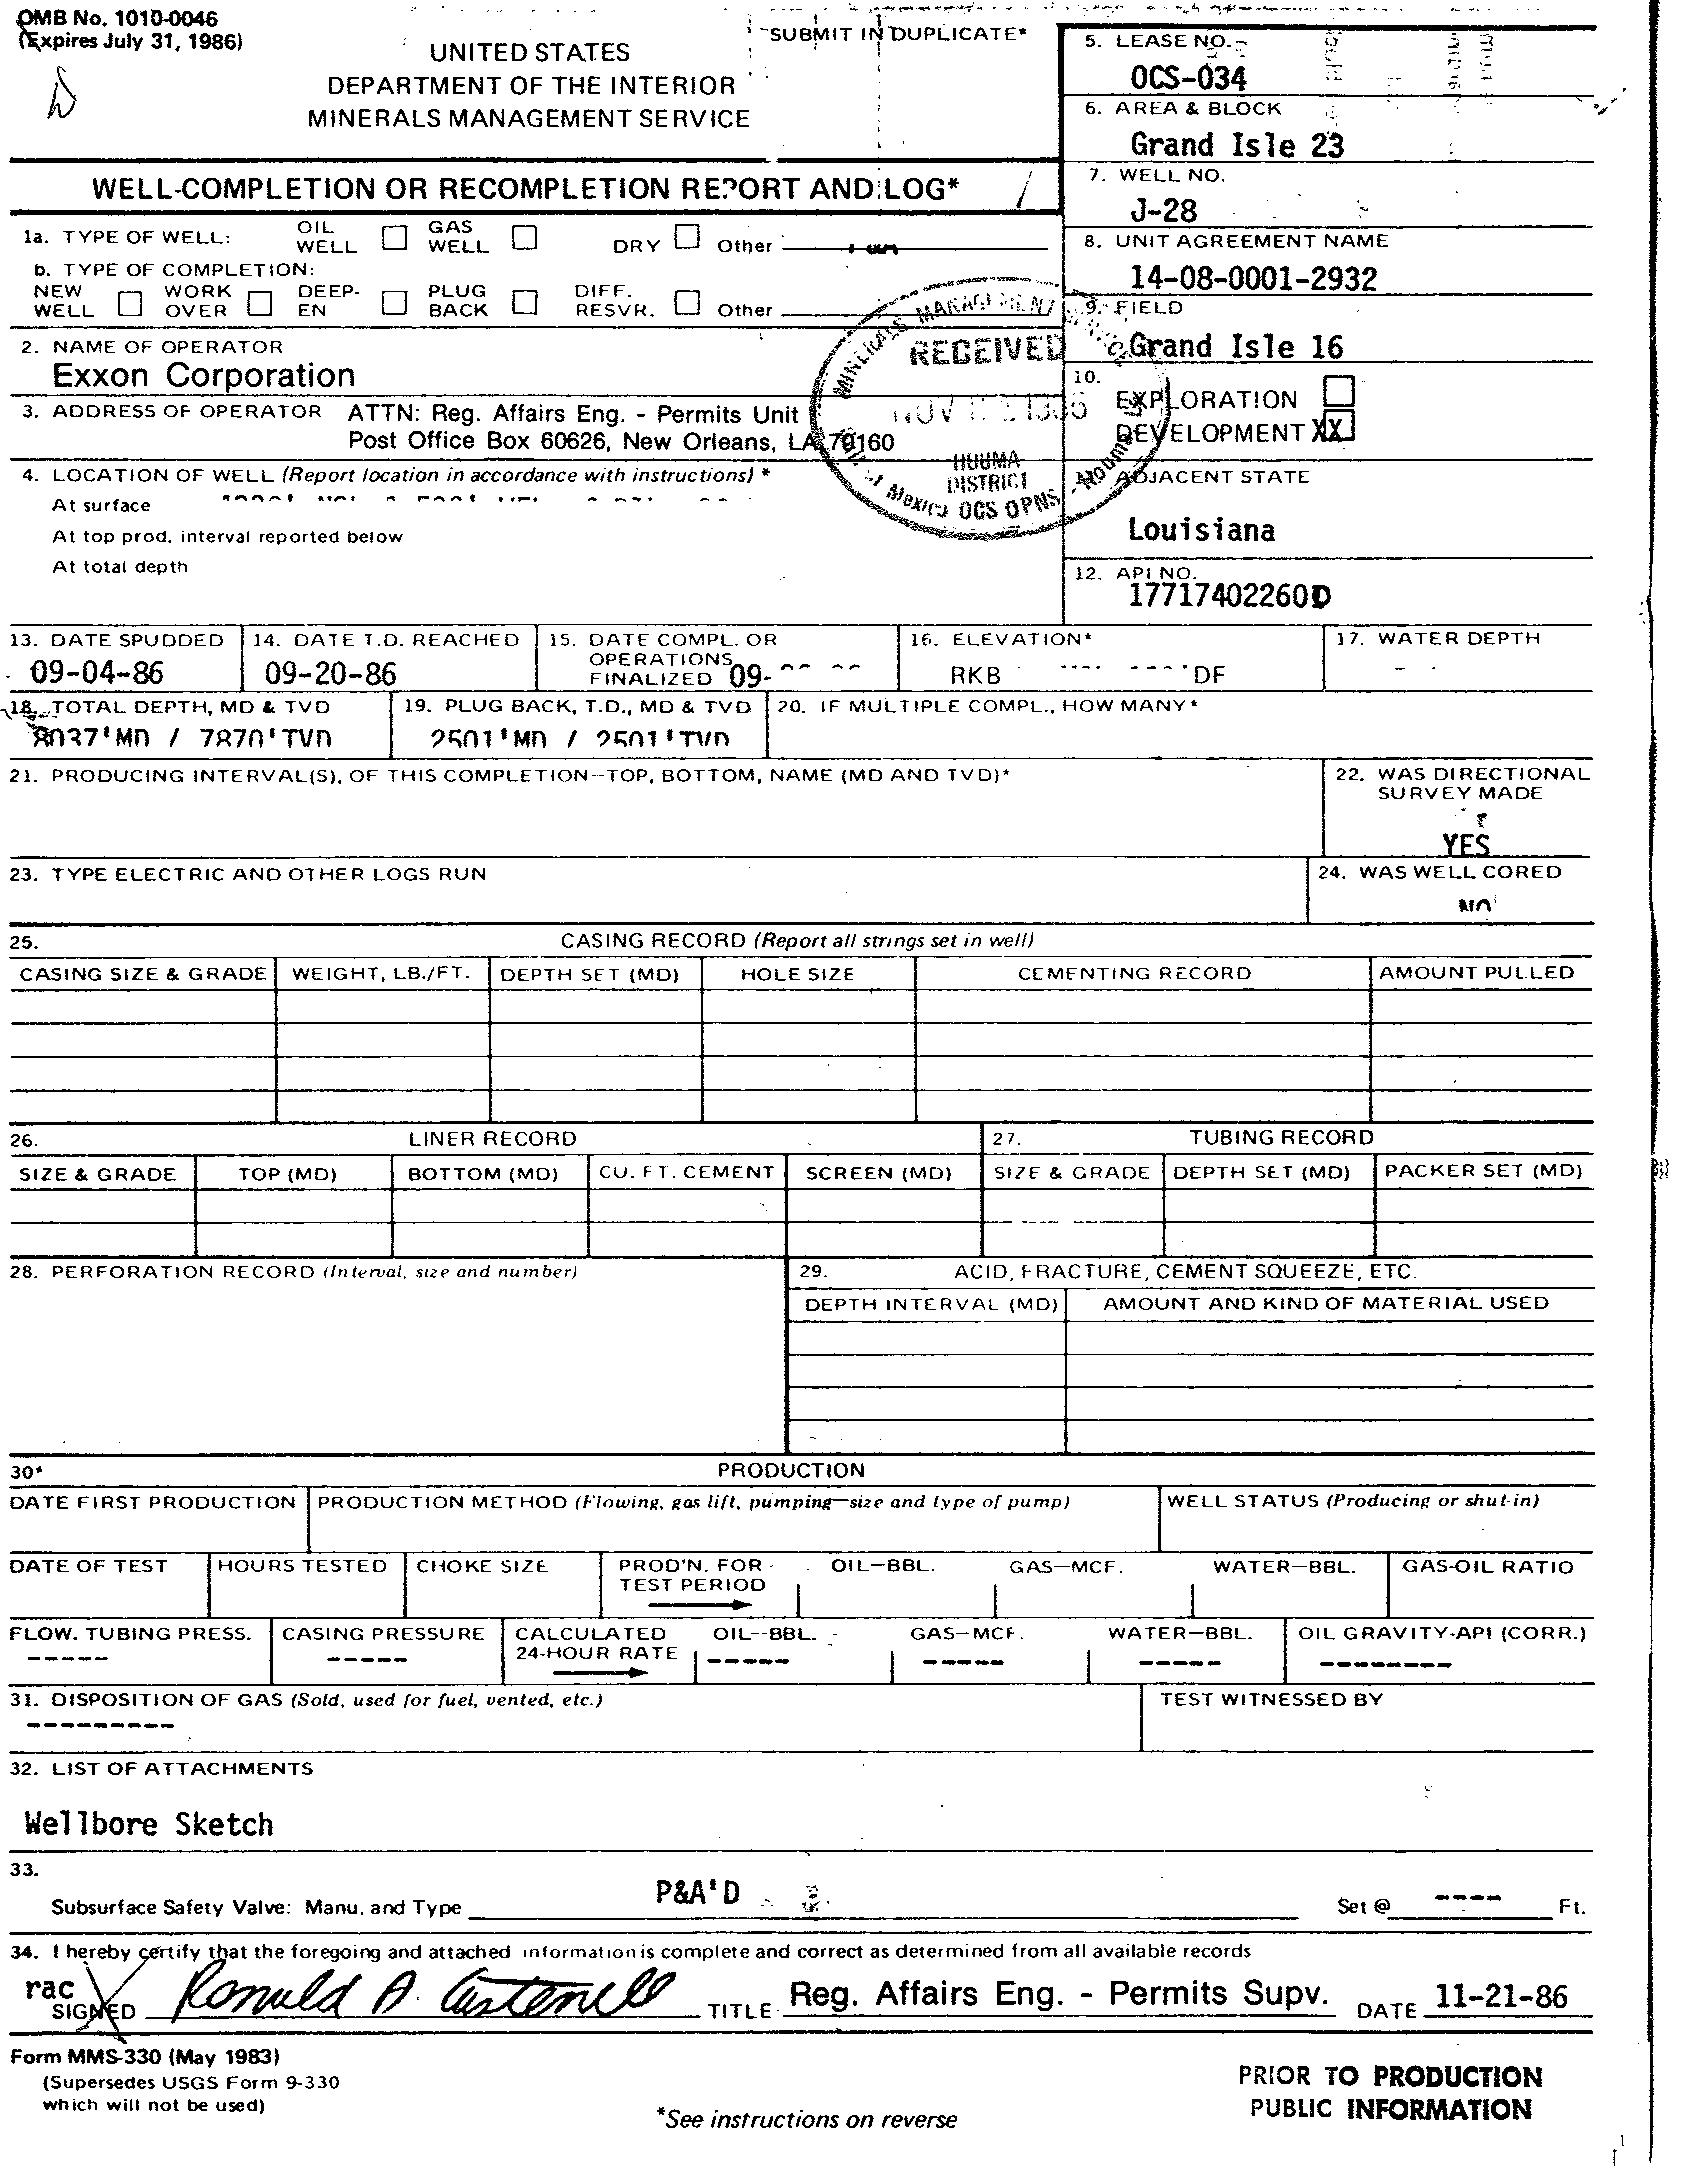 OMB No. 1010-0046
(Expires July 31, 1986)
UNITED STATES
DEPARTMENT OF THE INTERIOR
MINERALS MANAGEMENT SERVICE
SUBMIT IN DUPLICATE*
WELL-COMPLETION OR RECOMPLETION REPORT AND LOG*
5. LEASE NO.
OCS-034
6. AREA & BLOCK
Grand Isle 23
7. WELL NO.
J-28
8. UNIT AGREEMENT NAME
14-08-0001-2932
9. FIELD
Grand Isle 16
10.
EXPLORATION
DEVELOPMENT XX
ADJACENT STATE
Louisiana
12. API NO.
177174022600
1a. TYPE OF WELL: OIL WELL GAS WELL DRY Other
b. TYPE OF COMPLETION:
NEW WELL WORK OVER DEEP-EN PLUG BACK DIFF. RESVR. Other
2. NAME OF OPERATOR
Exxon Corporation
3. ADDRESS OF OPERATOR ATTN: Reg. Affairs Eng. - Permits Unit
Post Office Box 60626, New Orleans, LA 70160
MINERALS MANAGEMENT SERVICE
RECEIVED
NOV
HOUMA
DISTRICT
of Mexico OCS OPNS. - Houma
4. LOCATION OF WELL (Report location in accordance with instructions) *
At surface
At top prod. interval reported below
At total depth
13. DATE SPUDDED
09-04-86
14. DATE T.D. REACHED
09-20-86
15. DATE COMPL. OR
OPERATIONS
FINALIZED 09-
16. ELEVATION*
RKB DF
17. WATER DEPTH
18. TOTAL DEPTH, MD & TVD
8037'MD / 7870'TVD
19. PLUG BACK, T.D., MD & TVD
2501'MD / 2501'TVD
20. IF MULTIPLE COMPL., HOW MANY*
21. PRODUCING INTERVAL(S), OF THIS COMPLETION--TOP, BOTTOM, NAME (MD AND TVD)*
22. WAS DIRECTIONAL
SURVEY MADE
YES
23. TYPE ELECTRIC AND OTHER LOGS RUN
24. WAS WELL CORED
NO
25. CASING RECORD (Report all strings set in well)
CASING SIZE & GRADE WEIGHT, LB./FT. DEPTH SET (MD) HOLE SIZE CEMENTING RECORD AMOUNT PULLED
26. LINER RECORD
27. TUBING RECORD
SIZE & GRADE TOP (MD) BOTTOM (MD) CU. FT. CEMENT SCREEN (MD) SIZE & GRADE DEPTH SET (MD) PACKER SET (MD)
28. PERFORATION RECORD (Interval, size and number)
29. ACID, FRACTURE, CEMENT SQUEEZE, ETC.
DEPTH INTERVAL (MD) AMOUNT AND KIND OF MATERIAL USED
30* PRODUCTION
DATE FIRST PRODUCTION PRODUCTION METHOD (Flowing, gas lift, pumping—size and type of pump) WELL STATUS (Producing or shut-in)
DATE OF TEST HOURS TESTED CHOKE SIZE PROD'N. FOR TEST PERIOD OIL—BBL. GAS—MCF. WATER—BBL. GAS-OIL RATIO
FLOW. TUBING PRESS. CASING PRESSURE CALCULATED 24-HOUR RATE OIL--BBL. GAS—MCF. WATER—BBL. OIL GRAVITY-API (CORR.)
----- ----- ----- ----- ----- --------
31. DISPOSITION OF GAS (Sold, used for fuel, vented, etc.)
---------
TEST WITNESSED BY
32. LIST OF ATTACHMENTS
Wellbore Sketch
33.
Subsurface Safety Valve: Manu. and Type P&A'D Set @ ---- Ft.
34. I hereby certify that the foregoing and attached information is complete and correct as determined from all available records
rac
SIGNED Ronald A. TITLE Reg. Affairs Eng. - Permits Supv. DATE 11-21-86
Form MMS-330 (May 1983)
(Supersedes USGS Form 9-330
which will not be used)
*See instructions on reverse
PRIOR TO PRODUCTION
PUBLIC INFORMATION